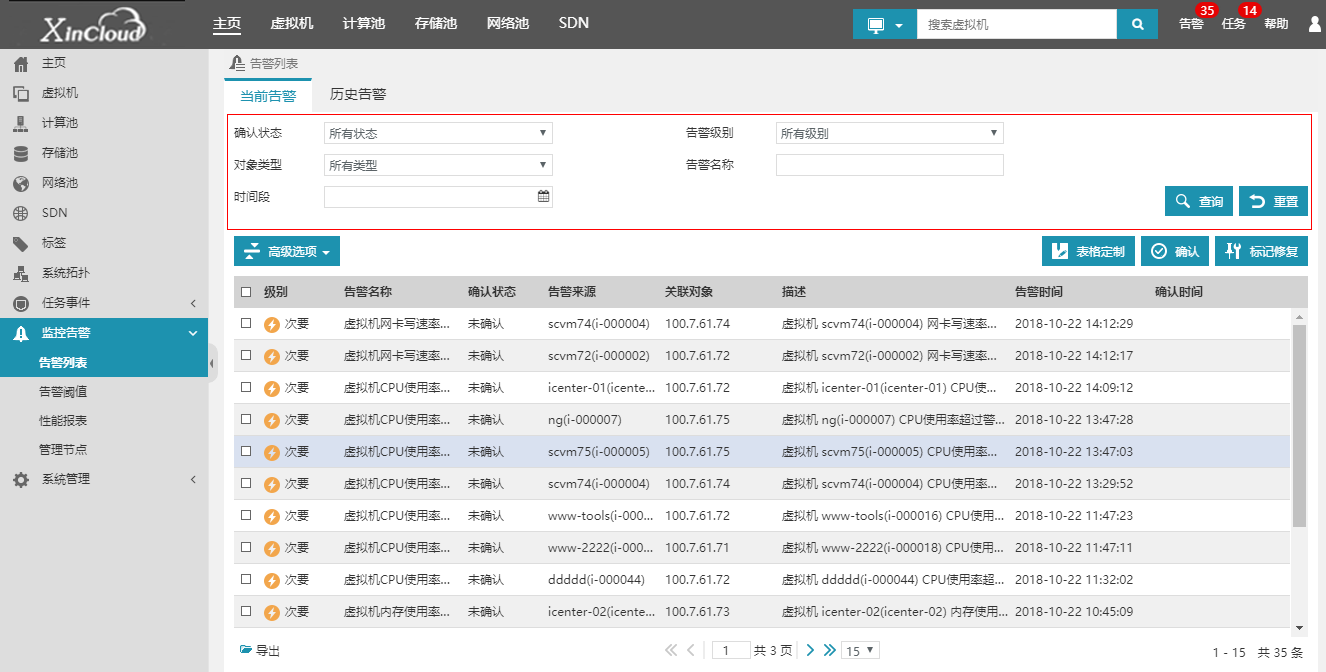 XinCloud 主页 虚拟机 计算池 存储池 网络池 SDN 搜索虚拟机 告警 35 任务 14 帮助
主页
虚拟机
计算池
存储池
网络池
SDN
标签
系统拓扑
任务事件
监控告警
告警列表
告警阈值
性能报表
管理节点
系统管理
告警列表
当前告警 历史告警
确认状态 所有状态 告警级别 所有级别
对象类型 所有类型 告警名称
时间段 查询 重置
高级选项 表格定制 确认 标记修复
级别 告警名称 确认状态 告警来源 关联对象 描述 告警时间 确认时间
次要 虚拟机网卡写速率... 未确认 scvm74(i-000004) 100.7.61.74 虚拟机 scvm74(i-000004) 网卡写速率... 2018-10-22 14:12:29
次要 虚拟机网卡写速率... 未确认 scvm72(i-000002) 100.7.61.72 虚拟机 scvm72(i-000002) 网卡写速率... 2018-10-22 14:12:17
次要 虚拟机CPU使用率... 未确认 icenter-01(icente... 100.7.61.72 虚拟机 icenter-01(icenter-01) CPU使... 2018-10-22 14:09:12
次要 虚拟机CPU使用率... 未确认 ng(i-000007) 100.7.61.75 虚拟机 ng(i-000007) CPU使用率超过警... 2018-10-22 13:47:28
次要 虚拟机CPU使用率... 未确认 scvm75(i-000005) 100.7.61.75 虚拟机 scvm75(i-000005) CPU使用率... 2018-10-22 13:47:03
次要 虚拟机CPU使用率... 未确认 scvm74(i-000004) 100.7.61.74 虚拟机 scvm74(i-000004) CPU使用率... 2018-10-22 13:29:52
次要 虚拟机CPU使用率... 未确认 www-tools(i-000... 100.7.61.72 虚拟机 www-tools(i-000016) CPU使用... 2018-10-22 11:47:23
次要 虚拟机CPU使用率... 未确认 www-2222(i-000... 100.7.61.71 虚拟机 www-2222(i-000018) CPU使用... 2018-10-22 11:47:11
次要 虚拟机CPU使用率... 未确认 ddddd(i-000044) 100.7.61.72 虚拟机 ddddd(i-000044) CPU使用率超... 2018-10-22 11:32:02
次要 虚拟机内存使用率... 未确认 icenter-02(icente... 100.7.61.73 虚拟机 icenter-02(icenter-02) 内存使用... 2018-10-22 10:45:09
导出 1 共 3 页 15 1 - 15 共 35 条